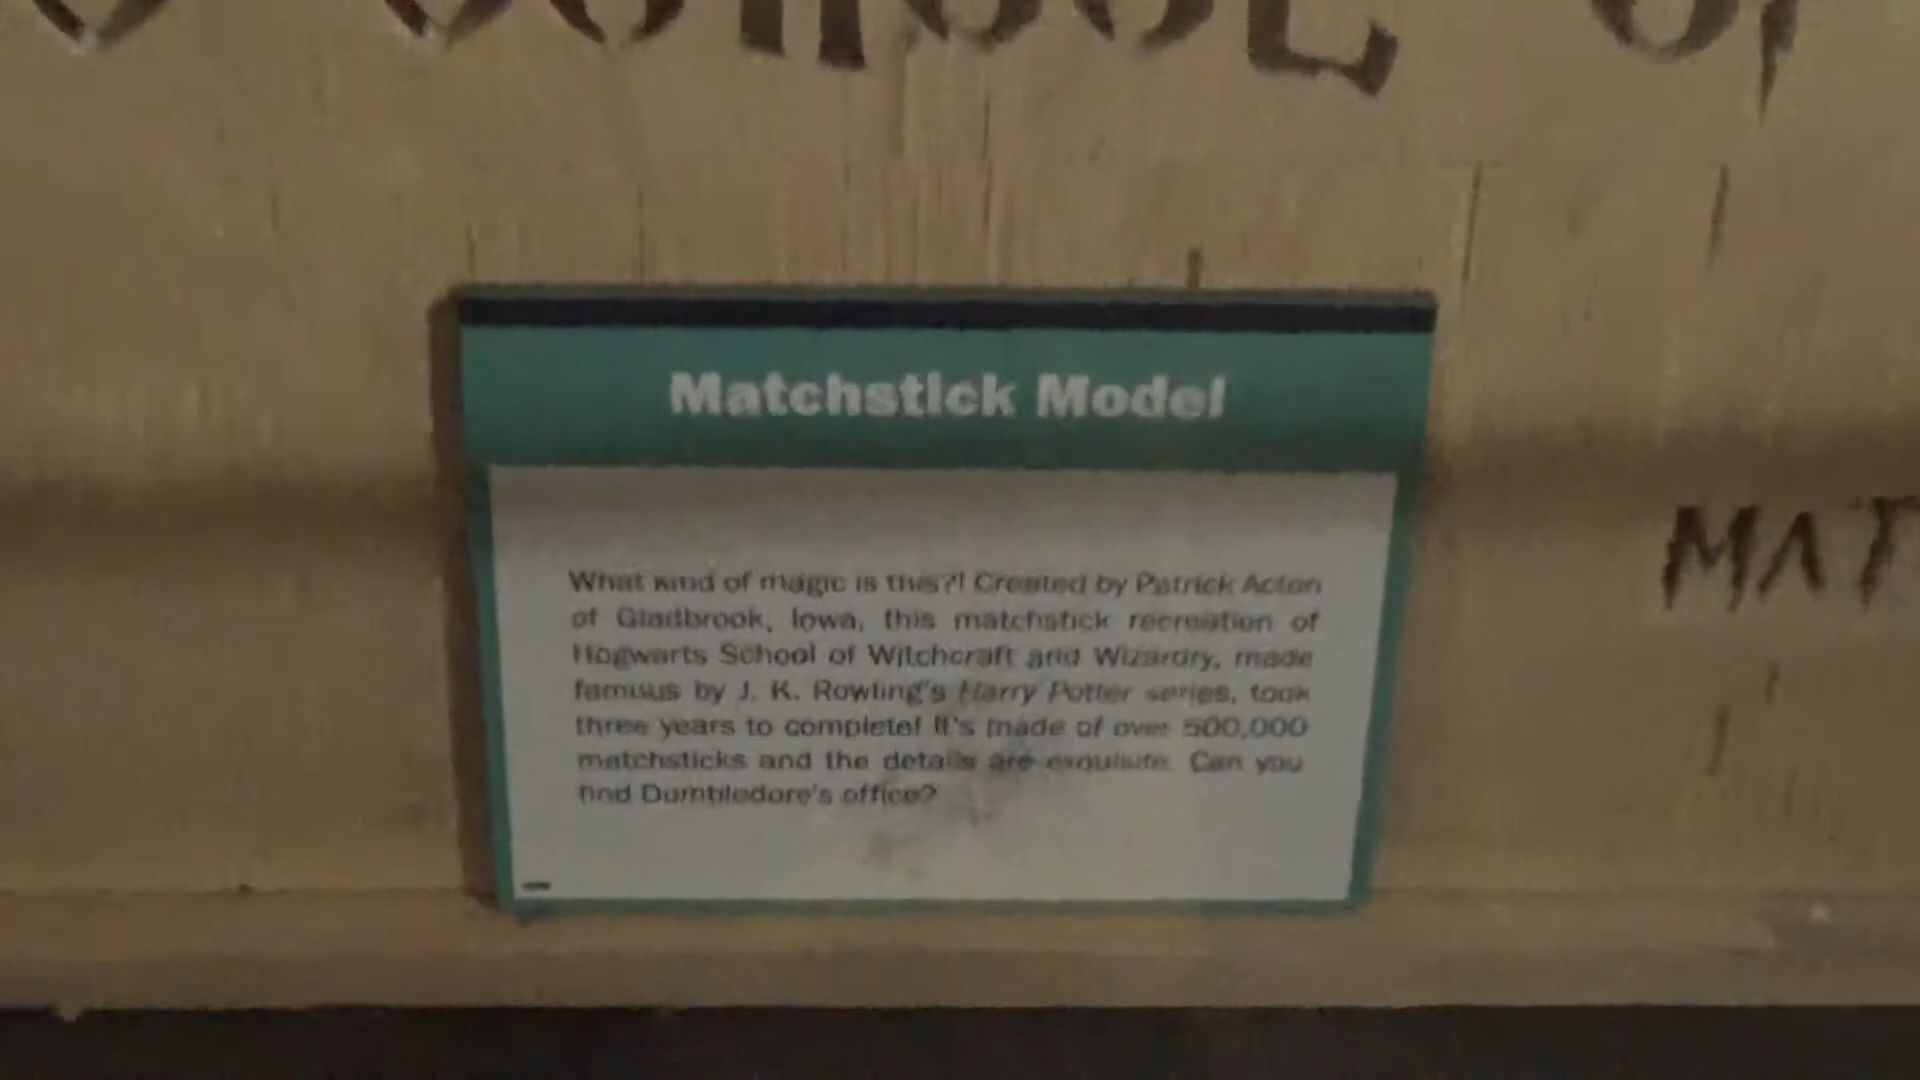 SCHOOL OF
Matchstick Model
What kind of magic is this?! Created by Patrick Acton
of Gladbrook, Iowa, this matchstick recreation of
Hogwarts School of Witchcraft and Wizardry, made
famous by J. K. Rowling's Harry Potter series, took
three years to complete! It's made of over 500,000
matchsticks and the details are exquisite. Can you
find Dumbledore's office?
MAT